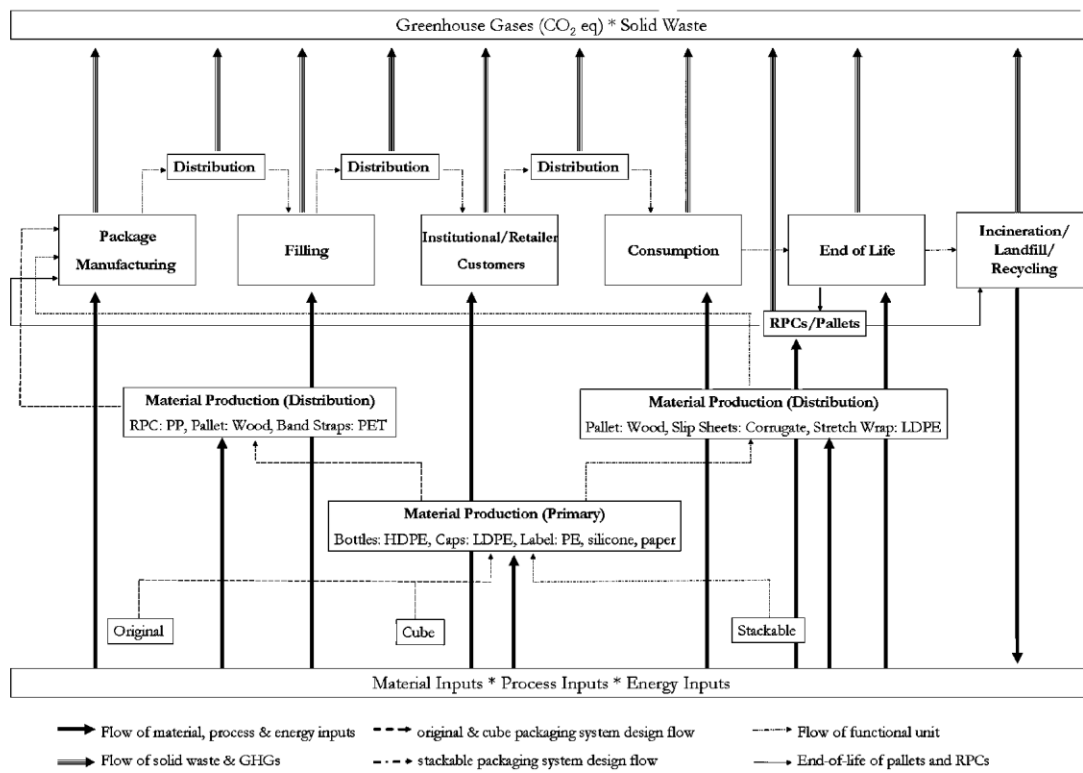 Greenhouse Gases (CO₂ eq) * Solid Waste
Distribution
Distribution
Distribution
Package
Manufacturing
Filling
Institutional/Retailer
Customers
Consumption
End of Life
Incineration/
Landfill/
Recycling
RPCs/Pallets
Material Production (Distribution)
RPC: PP, Pallet: Wood, Band Straps: PET
Material Production (Distribution)
Pallet: Wood, Slip Sheets: Corrugate, Stretch Wrap: LDPE
Material Production (Primary)
Bottles: HDPE, Caps: LDPE, Label: PE, silicone, paper
Original
Cube
Stackable
Material Inputs * Process Inputs * Energy Inputs
Flow of material, process & energy inputs
original & cube packaging system design flow
Flow of functional unit
Flow of solid waste & GHGs
stackable packaging system design flow
End-of-life of pallets and RPCs